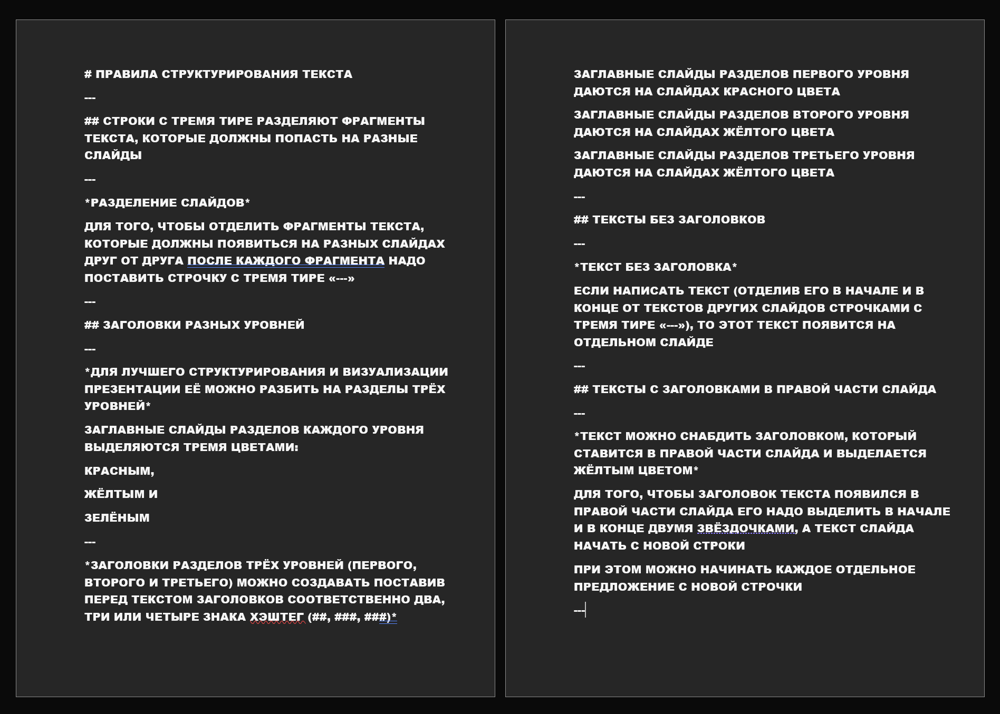 # ПРАВИЛА СТРУКТУРИРОВАНИЯ ТЕКСТА
---
## СТРОКИ С ТРЕМЯ ТИРЕ РАЗДЕЛЯЮТ ФРАГМЕНТЫ
ТЕКСТА, КОТОРЫЕ ДОЛЖНЫ ПОПАСТЬ НА РАЗНЫЕ
СЛАЙДЫ
---
*РАЗДЕЛЕНИЕ СЛАЙДОВ*
ДЛЯ ТОГО, ЧТОБЫ ОТДЕЛИТЬ ФРАГМЕНТЫ ТЕКСТА,
КОТОРЫЕ ДОЛЖНЫ ПОЯВИТЬСЯ НА РАЗНЫХ СЛАЙДАХ
ДРУГ ОТ ДРУГА ПОСЛЕ КАЖДОГО ФРАГМЕНТА НАДО
ПОСТАВИТЬ СТРОЧКУ С ТРЕМЯ ТИРЕ «---»
---
## ЗАГОЛОВКИ РАЗНЫХ УРОВНЕЙ
---
*ДЛЯ ЛУЧШЕГО СТРУКТУРИРОВАНИЯ И ВИЗУАЛИЗАЦИИ
ПРЕЗЕНТАЦИИ ЕЁ МОЖНО РАЗБИТЬ НА РАЗДЕЛЫ ТРЁХ
УРОВНЕЙ*
ЗАГЛАВНЫЕ СЛАЙДЫ РАЗДЕЛОВ КАЖДОГО УРОВНЯ
ВЫДЕЛЯЮТСЯ ТРЕМЯ ЦВЕТАМИ:
КРАСНЫМ,
ЖЁЛТЫМ И
ЗЕЛЁНЫМ
---
*ЗАГОЛОВКИ РАЗДЕЛОВ ТРЁХ УРОВНЕЙ (ПЕРВОГО,
ВТОРОГО И ТРЕТЬЕГО) МОЖНО СОЗДАВАТЬ ПОСТАВИВ
ПЕРЕД ТЕКСТОМ ЗАГОЛОВКОВ СООТВЕТСТВЕННО ДВА,
ТРИ ИЛИ ЧЕТЫРЕ ЗНАКА ХЭШТЕГ (##, ###, ###)*
ЗАГЛАВНЫЕ СЛАЙДЫ РАЗДЕЛОВ ПЕРВОГО УРОВНЯ
ДАЮТСЯ НА СЛАЙДАХ КРАСНОГО ЦВЕТА
ЗАГЛАВНЫЕ СЛАЙДЫ РАЗДЕЛОВ ВТОРОГО УРОВНЯ
ДАЮТСЯ НА СЛАЙДАХ ЖЁЛТОГО ЦВЕТА
ЗАГЛАВНЫЕ СЛАЙДЫ РАЗДЕЛОВ ТРЕТЬЕГО УРОВНЯ
ДАЮТСЯ НА СЛАЙДАХ ЖЁЛТОГО ЦВЕТА
---
## ТЕКСТЫ БЕЗ ЗАГОЛОВКОВ
---
*ТЕКСТ БЕЗ ЗАГОЛОВКА*
ЕСЛИ НАПИСАТЬ ТЕКСТ (ОТДЕЛИВ ЕГО В НАЧАЛЕ И В
КОНЦЕ ОТ ТЕКСТОВ ДРУГИХ СЛАЙДОВ СТРОЧКАМИ С
ТРЕМЯ ТИРЕ «---»), ТО ЭТОТ ТЕКСТ ПОЯВИТСЯ НА
ОТДЕЛЬНОМ СЛАЙДЕ
---
## ТЕКСТЫ С ЗАГОЛОВКАМИ В ПРАВОЙ ЧАСТИ СЛАЙДА
---
*ТЕКСТ МОЖНО СНАБДИТЬ ЗАГОЛОВКОМ, КОТОРЫЙ
СТАВИТСЯ В ПРАВОЙ ЧАСТИ СЛАЙДА И ВЫДЕЛАЕТСЯ
ЖЁЛТЫМ ЦВЕТОМ*
ДЛЯ ТОГО, ЧТОБЫ ЗАГОЛОВОК ТЕКСТА ПОЯВИЛСЯ В
ПРАВОЙ ЧАСТИ СЛАЙДА ЕГО НАДО ВЫДЕЛИТЬ В НАЧАЛЕ
И В КОНЦЕ ДВУМЯ ЗВЁЗДОЧКАМИ, А ТЕКСТ СЛАЙДА
НАЧАТЬ С НОВОЙ СТРОКИ
ПРИ ЭТОМ МОЖНО НАЧИНАТЬ КАЖДОЕ ОТДЕЛЬНОЕ
ПРЕДЛОЖЕНИЕ С НОВОЙ СТРОЧКИ
---